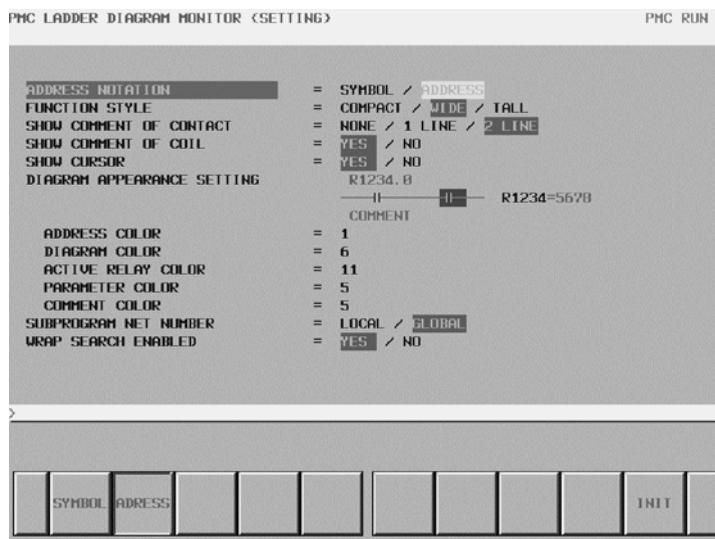 PMC LADDER DIAGRAM MONITOR (SETTING) PMC RUN
ADDRESS NOTATION = SYMBOL / ADDRESS
FUNCTION STYLE = COMPACT / WIDE / TALL
SHOW COMMENT OF CONTACT = NONE / 1 LINE / 2 LINE
SHOW COMMENT OF COIL = YES / NO
SHOW CURSOR = YES / NO
DIAGRAM APPEARANCE SETTING R1234.0
R1234=5678
COMMENT
ADDRESS COLOR = 1
DIAGRAM COLOR = 6
ACTIVE RELAY COLOR = 11
PARAMETER COLOR = 5
COMMENT COLOR = 5
SUBPROGRAM NET NUMBER = LOCAL / GLOBAL
WRAP SEARCH ENABLED = YES / NO
>
SYMBOL ADRESS INIT